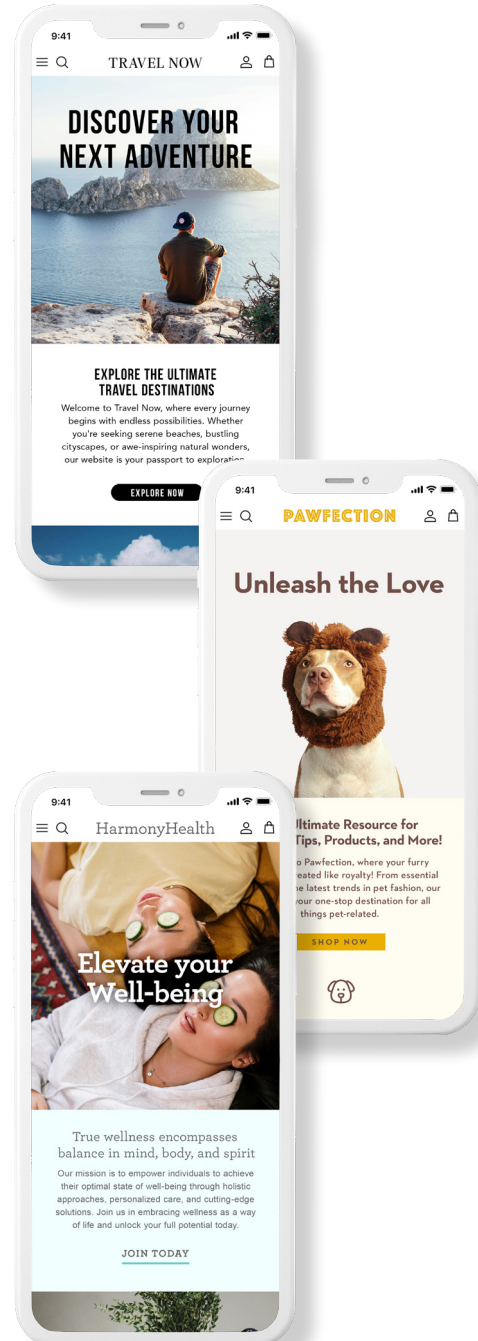 9:41
TRAVEL NOW
DISCOVER YOUR
NEXT ADVENTURE
EXPLORE THE ULTIMATE
TRAVEL DESTINATIONS
Welcome to Travel Now, where every journey
begins with endless possibilities. Whether
you're seeking serene beaches, bustling
cityscapes, or awe-inspiring natural wonders,
our website is your passport to exploration
EXPLORE NOW
9:41
PAWFECTION
Unleash the Love
Ultimate Resource for
Tips, Products, and More!
o Pawfection, where your furry
reated like royalty! From essential
he latest trends in pet fashion, our
your one-stop destination for all
things pet-related.
SHOP NOW
9:41
HarmonyHealth
Elevate your
Well-being
True wellness encompasses
balance in mind, body, and spirit
Our mission is to empower individuals to achieve
their optimal state of well-being through holistic
approaches, personalized care, and cutting-edge
solutions. Join us in embracing wellness as a way
of life and unlock your full potential today.
JOIN TODAY